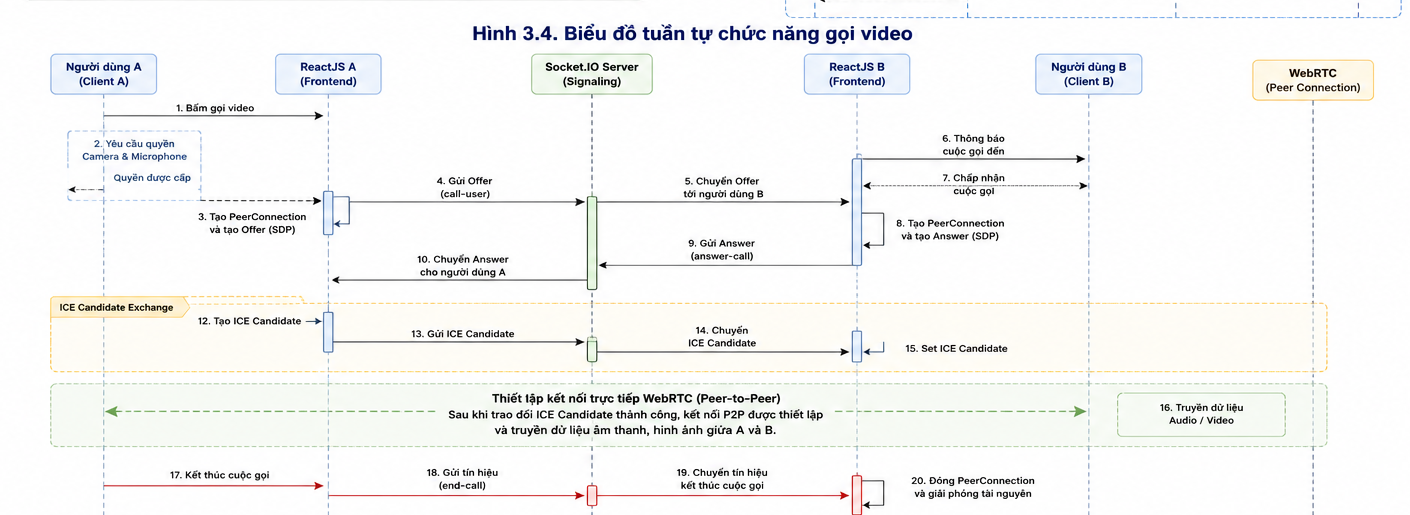 Hình 3.4. Biểu đồ tuần tự chức năng gọi video
Người dùng A
(Client A)
ReactJS A
(Frontend)
Socket.IO Server
(Signaling)
ReactJS B
(Frontend)
Người dùng B
(Client B)
WebRTC
(Peer Connection)
1. Bấm gọi video
2. Yêu cầu quyền
Camera & Microphone
Quyền được cấp
3. Tạo PeerConnection
và tạo Offer (SDP)
4. Gửi Offer
(call-user)
5. Chuyển Offer
tới người dùng B
6. Thông báo
cuộc gọi đến
7. Chấp nhận
cuộc gọi
8. Tạo PeerConnection
và tạo Answer (SDP)
9. Gửi Answer
(answer-call)
10. Chuyển Answer
cho người dùng A
ICE Candidate Exchange
12. Tạo ICE Candidate
13. Gửi ICE Candidate
14. Chuyển
ICE Candidate
15. Set ICE Candidate
Thiết lập kết nối trực tiếp WebRTC (Peer-to-Peer)
Sau khi trao đổi ICE Candidate thành công, kết nối P2P được thiết lập
và truyền dữ liệu âm thanh, hình ảnh giữa A và B.
16. Truyền dữ liệu
Audio / Video
17. Kết thúc cuộc gọi
18. Gửi tín hiệu
(end-call)
19. Chuyển tín hiệu
kết thúc cuộc gọi
20. Đóng PeerConnection
và giải phóng tài nguyên